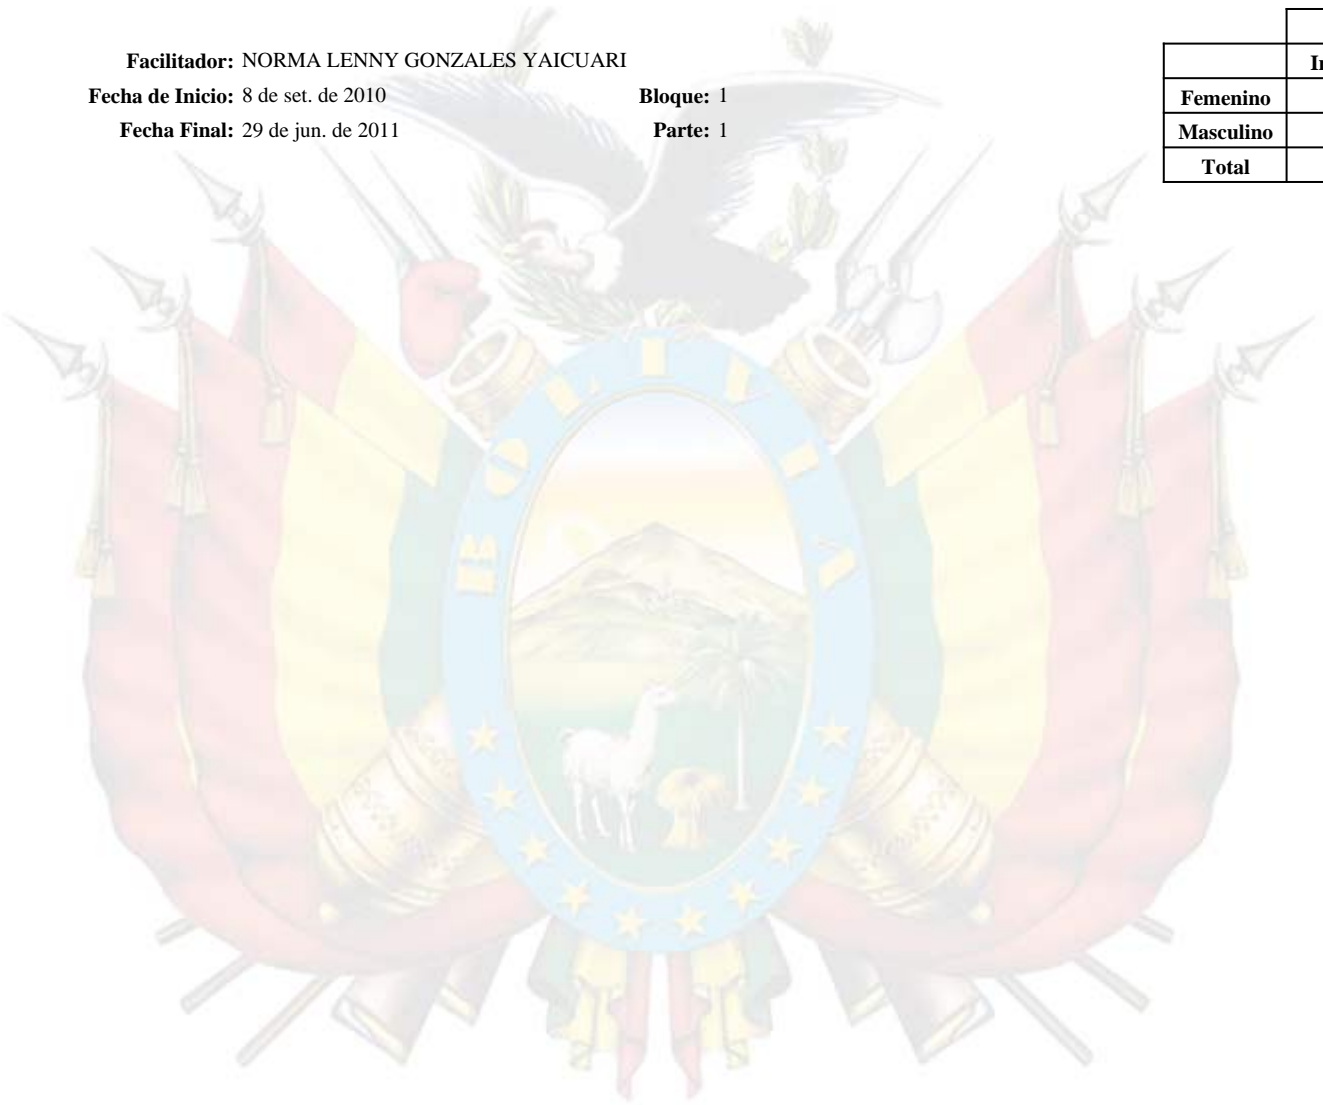 Facilitador: NORMA LENNY GONZALES YAICUARI
Fecha de Inicio: 8 de set. de 2010 Bloque: 1
Fecha Final: 29 de jun. de 2011 Parte: 1
Femenino
Masculino
Total
BOLIVIA